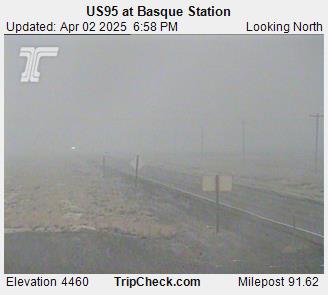 US95 at Basque Station
Updated: Apr 02 2025 6:58 PM Looking North
Elevation 4460 TripCheck.com Milepost 91.62